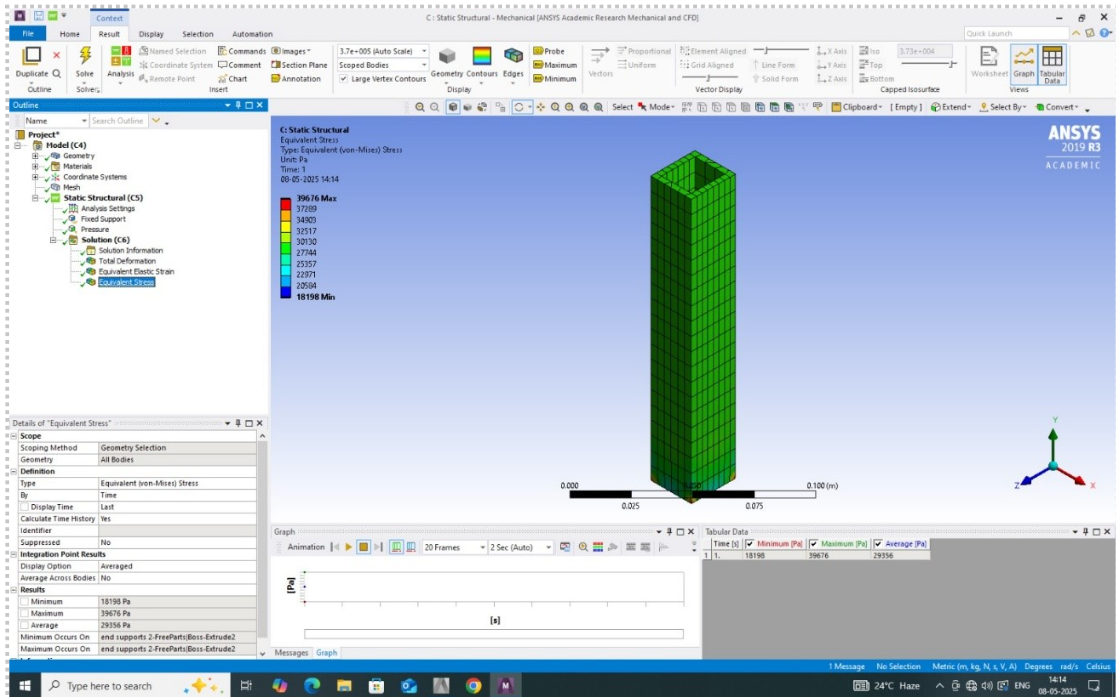 Context
C : Static Structural - Mechanical [ANSYS Academic Research Mechanical and CFD]
File Home Result Display Selection Automation
Quick Launch
Duplicate Q Solve Analysis
Named Selection Commands Images
Coordinate System Comment Section Plane
Remote Point Chart Annotation
3.7e+005 (Auto Scale)
Scoped Bodies
Large Vertex Contours
Geometry Contours Edges
Probe
Maximum
Minimum
Vectors
Proportional
Uniform
Element Aligned
Grid Aligned
Line Form
Solid Form
X Axis
Y Axis
Z Axis
Iso
Top
Bottom
3.73e+004
Worksheet Graph Tabular Data
Outline Solve Insert Display Vector Display Capped Isosurface Views
Outline
Name Search Outline
Select Mode Clipboard [ Empty ] Extend Select By Convert
Project*
Model (C4)
Geometry
Materials
Coordinate Systems
Mesh
Static Structural (C5)
Analysis Settings
Fixed Support
Pressure
Solution (C6)
Solution Information
Total Deformation
Equivalent Elastic Strain
Equivalent Stress
C: Static Structural
Equivalent Stress
Type: Equivalent (von-Mises) Stress
Unit: Pa
Time: 1
08-05-2025 14:14
39676 Max
37289
34903
32517
30130
27744
25357
22971
20584
18198 Min
ANSYS
2019 R3
ACADEMIC
Y
Z X
0.000 0.100 (m)
0.025 0.075
Details of "Equivalent Stress"
Scope
Scoping Method Geometry Selection
Geometry All Bodies
Definition
Type Equivalent (von-Mises) Stress
By Time
Display Time Last
Calculate Time History Yes
Identifier
Suppressed No
Integration Point Results
Display Option Averaged
Average Across Bodies No
Results
Minimum 18198 Pa
Maximum 39676 Pa
Average 29356 Pa
Minimum Occurs On end supports 2-FreeParts|Boss-Extrude2
Maximum Occurs On end supports 2-FreeParts|Boss-Extrude2
Graph
Animation 20 Frames 2 Sec (Auto)
[Pa]
[s]
Messages Graph
Tabular Data
Time [s] Minimum [Pa] Maximum [Pa] Average [Pa]
1 1. 18198 39676 29356
1 Message No Selection Metric (m, kg, N, s, V, A) Degrees rad/s Celsius
Type here to search
24°C Haze ENG 14:14
08-05-2025